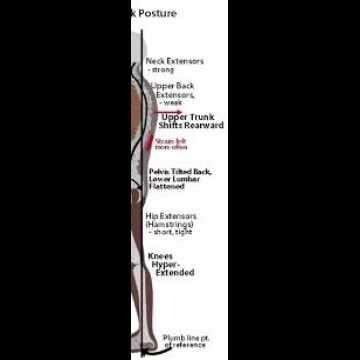 k Posture
Neck Extensors
- strong
Upper Back
Extensors,
- weak
Upper Trunk
Shifts Rearward
Strain felt
more often
Pelvis Tilted Back,
Lower Lumbar
Flattened
Hip Extensors
(Hamstrings)
- short, tight
Knees
Hyper-
Extended
Plumb line pt.
of reference